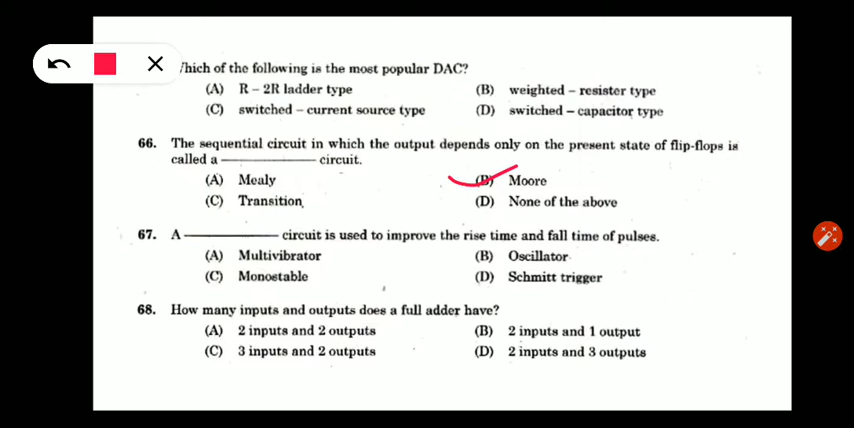 hich of the following is the most popular DAC?
(A) R – 2R ladder type (B) weighted – resister type
(C) switched – current source type (D) switched – capacitor type
66. The sequential circuit in which the output depends only on the present state of flip-flops is
called a ———— circuit.
(A) Mealy (B) Moore
(C) Transition (D) None of the above
67. A ———— circuit is used to improve the rise time and fall time of pulses.
(A) Multivibrator (B) Oscillator
(C) Monostable (D) Schmitt trigger
68. How many inputs and outputs does a full adder have?
(A) 2 inputs and 2 outputs (B) 2 inputs and 1 output
(C) 3 inputs and 2 outputs (D) 2 inputs and 3 outputs